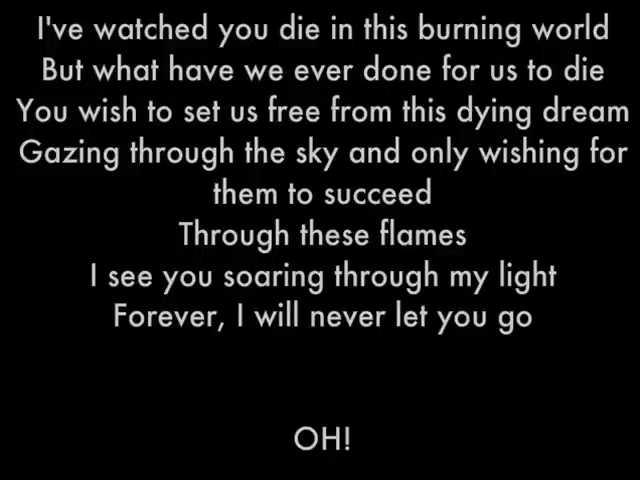 I've watched you die in this burning world
But what have we ever done for us to die
You wish to set us free from this dying dream
Gazing through the sky and only wishing for
them to succeed
Through these flames
I see you soaring through my light
Forever, I will never let you go
OH!